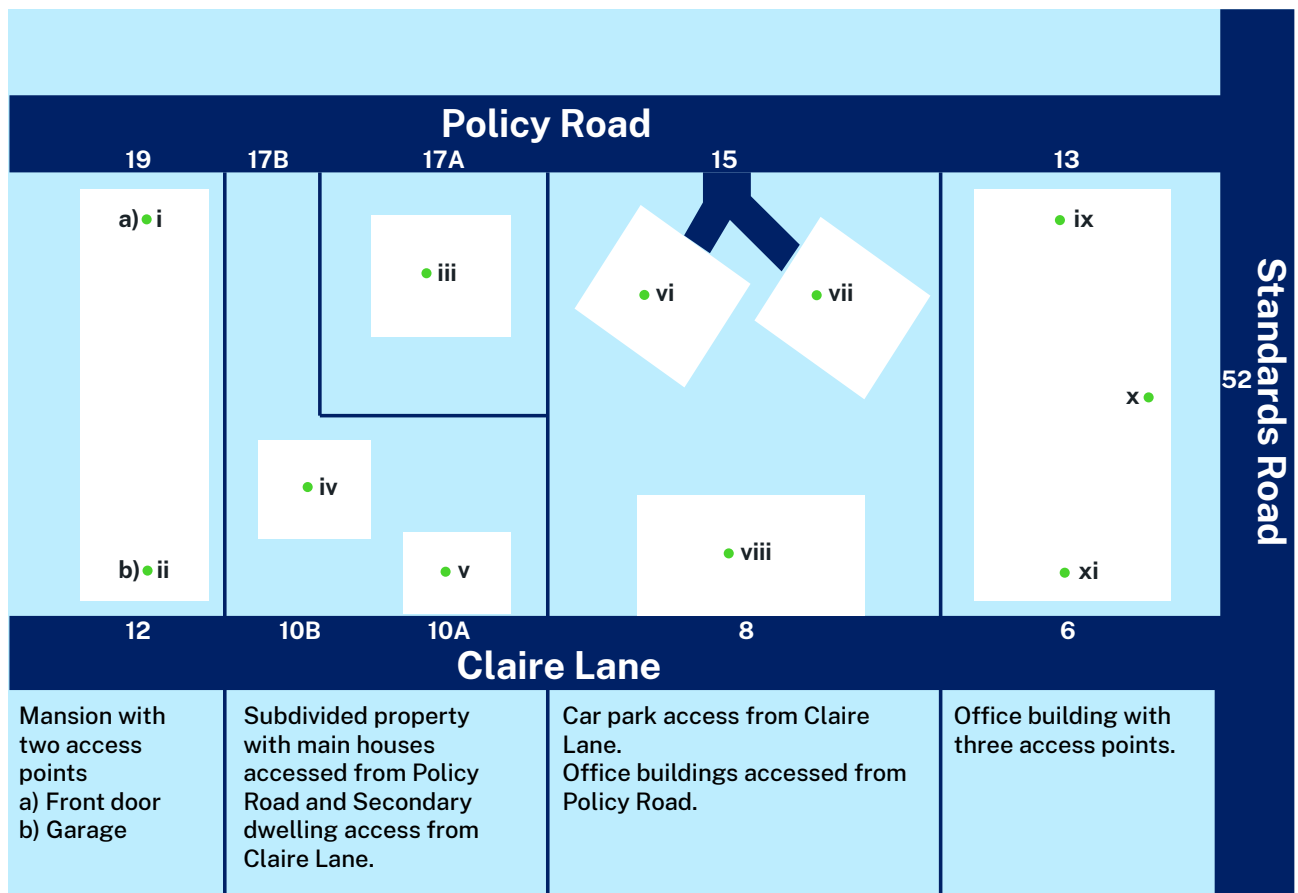 Policy Road
19
17B
17A
15
13
a) i
iii
vi
vii
ix
Standards Road
52
x
iv
b) ii
v
viii
xi
12
10B
10A
8
6
Claire Lane
Mansion with
two access
points
a) Front door
b) Garage
Subdivided property
with main houses
accessed from Policy
Road and Secondary
dwelling access from
Claire Lane.
Car park access from Claire
Lane.
Office buildings accessed from
Policy Road.
Office building with
three access points.